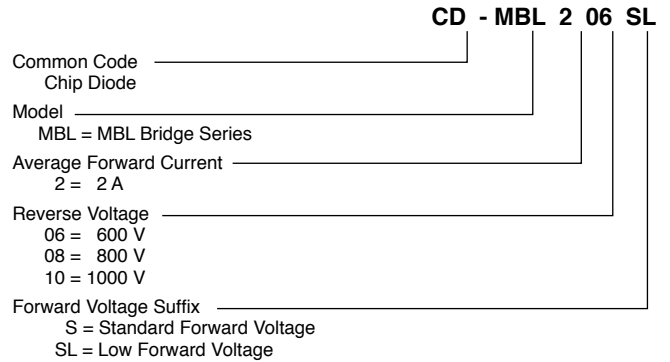 CD - MBL 2 06 SL
Common Code
Chip Diode
Model
MBL = MBL Bridge Series
Average Forward Current
2 = 2 A
Reverse Voltage
06 = 600 V
08 = 800 V
10 = 1000 V
Forward Voltage Suffix
S = Standard Forward Voltage
SL = Low Forward Voltage